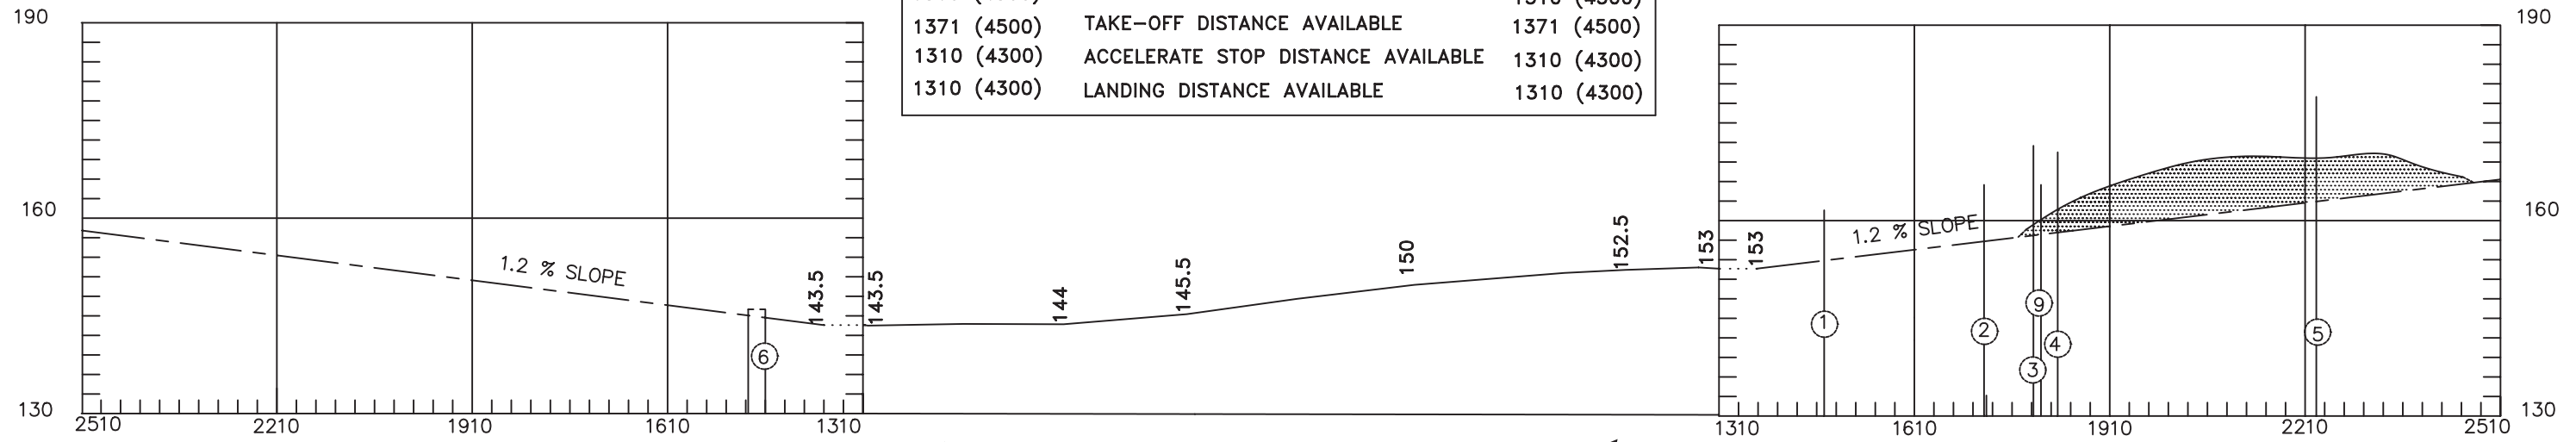 1310 (4300)
1371 (4500) TAKE-OFF DISTANCE AVAILABLE 1371 (4500)
1310 (4300) ACCELERATE STOP DISTANCE AVAILABLE 1310 (4300)
1310 (4300) LANDING DISTANCE AVAILABLE 1310 (4300)
190
160
130
1.2 % SLOPE
6
2510 2210 1910 1610 1310
143.5 143.5 144 145.5 150 152.5 153 153
190
160
130
1.2 % SLOPE
1 2 3 9 4 5
1310 1610 1910 2210 2510